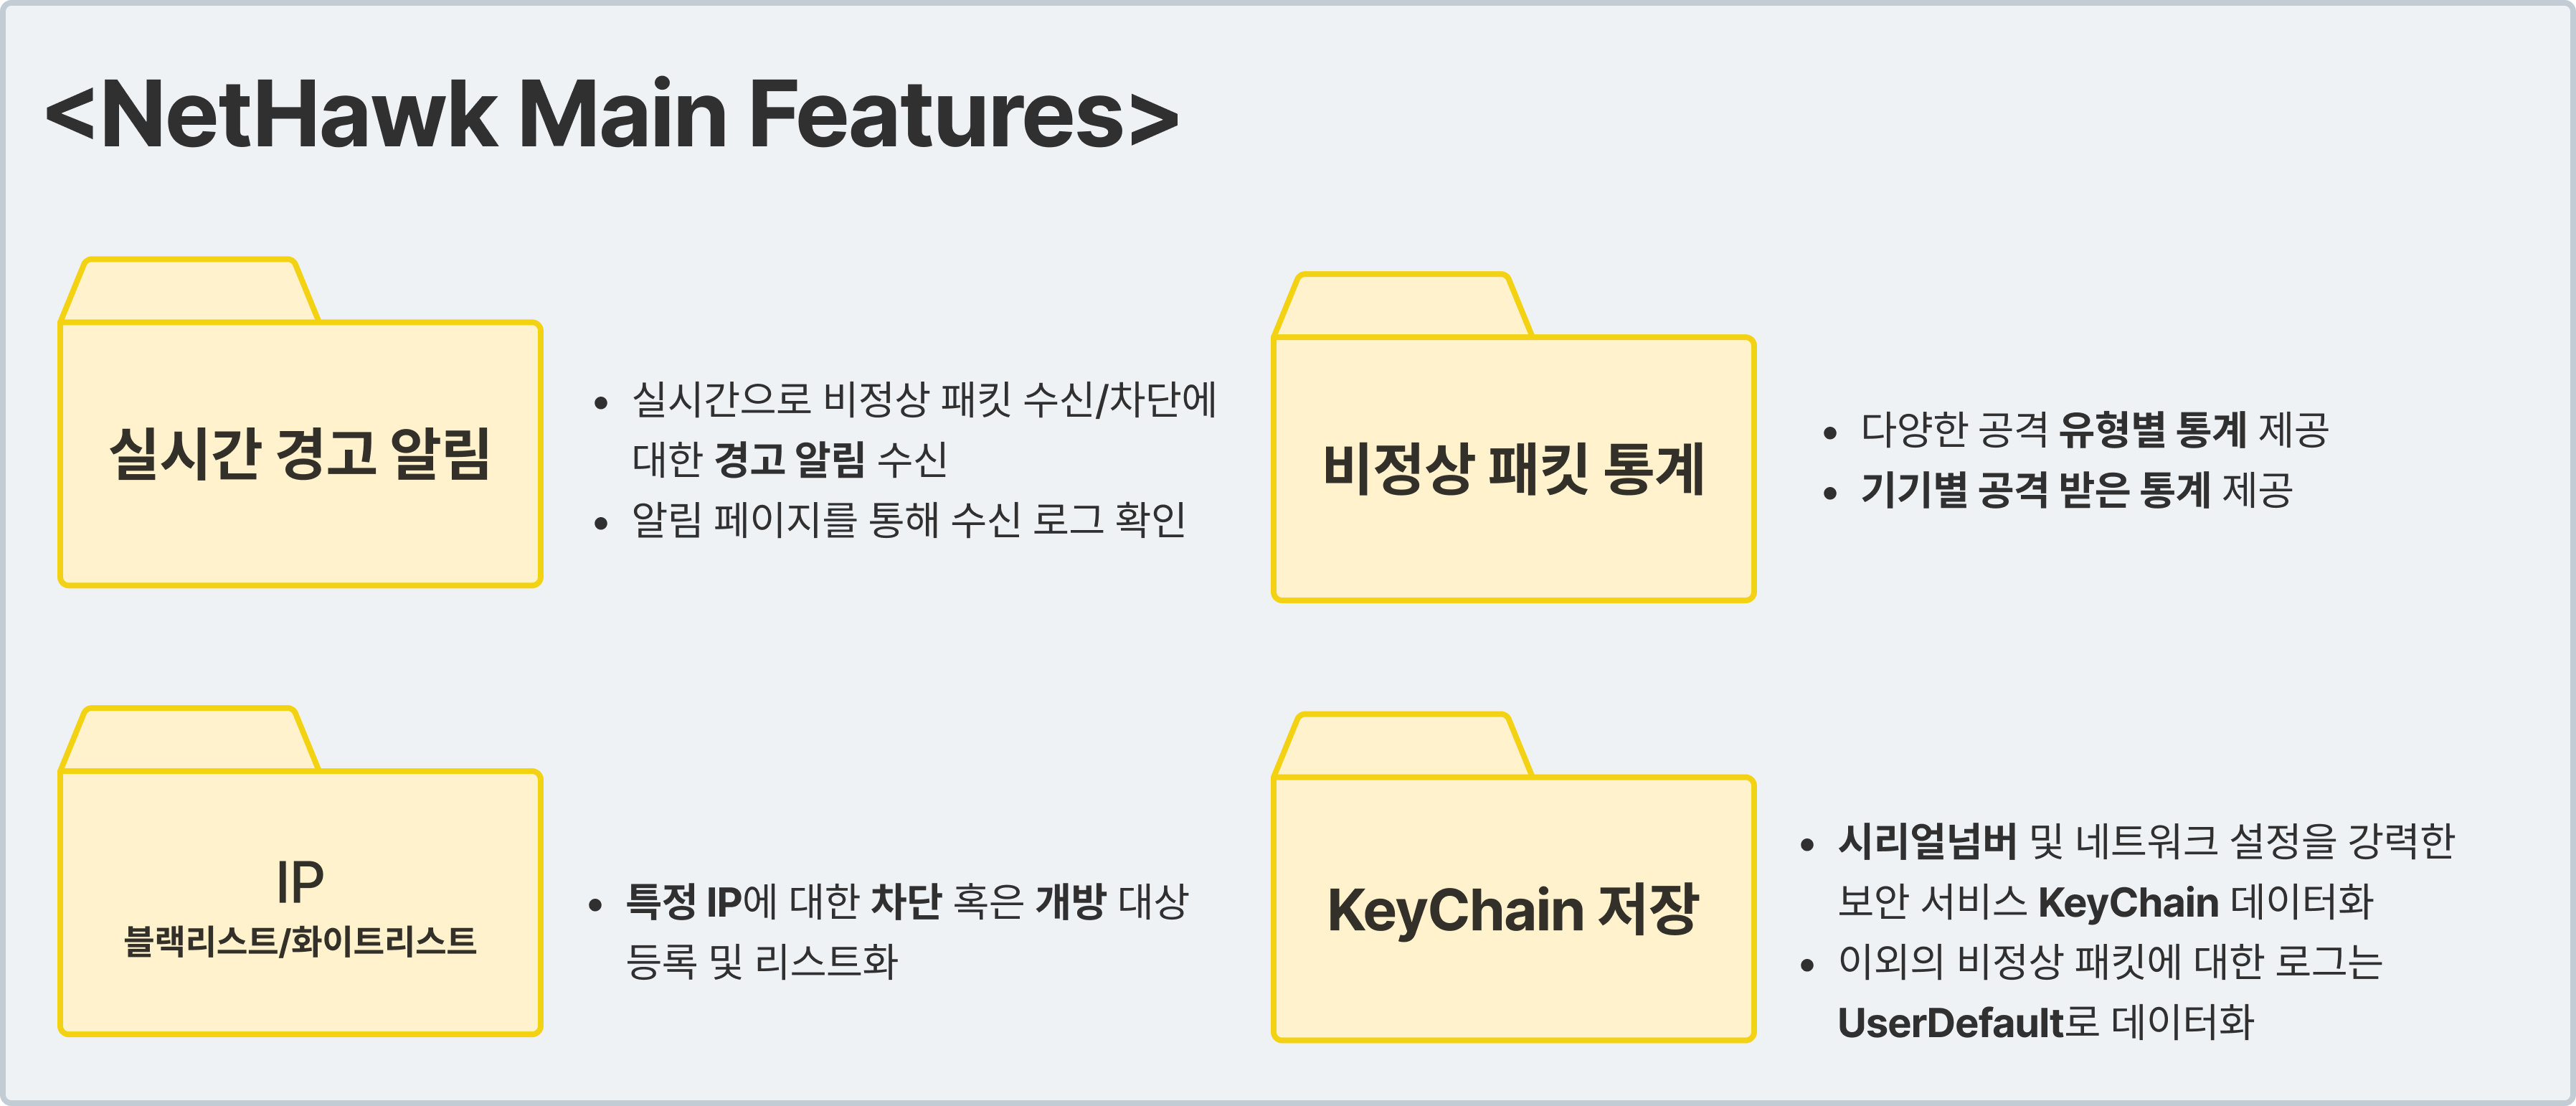 <NetHawk Main Features>
실시간 경고 알림
• 실시간으로 비정상 패킷 수신/차단에
대한 경고 알림 수신
• 알림 페이지를 통해 수신 로그 확인
비정상 패킷 통계
• 다양한 공격 유형별 통계 제공
• 기기별 공격 받은 통계 제공
IP
블랙리스트/화이트리스트
• 특정 IP에 대한 차단 혹은 개방 대상
등록 및 리스트화
KeyChain 저장
• 시리얼넘버 및 네트워크 설정을 강력한
보안 서비스 KeyChain 데이터화
• 이외의 비정상 패킷에 대한 로그는
UserDefault로 데이터화